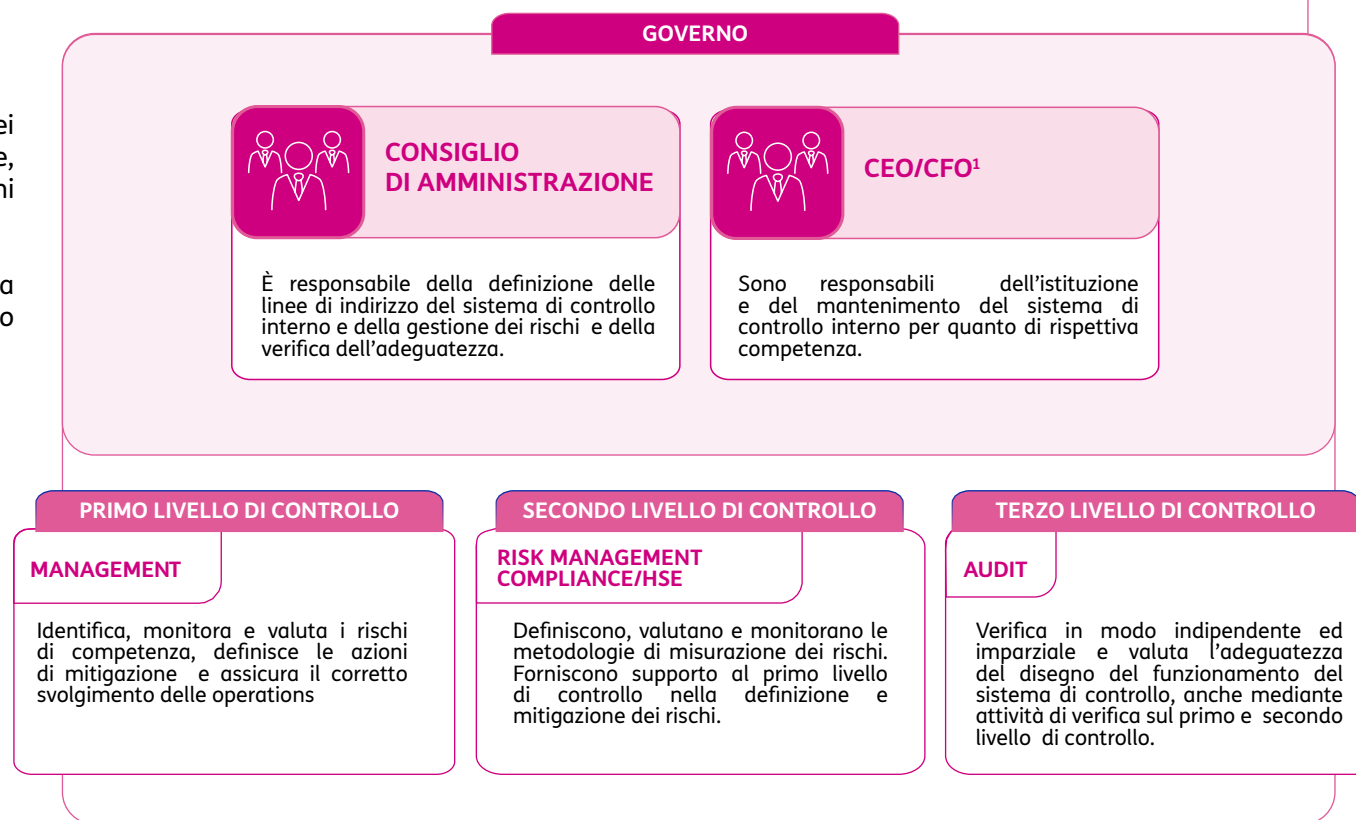 ei
e,
ni
a
o
GOVERNO
CONSIGLIO
DI AMMINISTRAZIONE
È responsabile della definizione delle
linee di indirizzo del sistema di controllo
interno e della gestione dei rischi e della
verifica dell'adeguatezza.
CEO/CFO¹
Sono responsabili dell'istituzione
e del mantenimento del sistema di
controllo interno per quanto di rispettiva
competenza.
PRIMO LIVELLO DI CONTROLLO
MANAGEMENT
Identifica, monitora e valuta i rischi
di competenza, definisce le azioni
di mitigazione e assicura il corretto
svolgimento delle operations
SECONDO LIVELLO DI CONTROLLO
RISK MANAGEMENT
COMPLIANCE/HSE
Definiscono, valutano e monitorano le
metodologie di misurazione dei rischi.
Forniscono supporto al primo livello
di controllo nella definizione e
mitigazione dei rischi.
TERZO LIVELLO DI CONTROLLO
AUDIT
Verifica in modo indipendente ed
imparziale e valuta l'adeguatezza
del disegno del funzionamento del
sistema di controllo, anche mediante
attività di verifica sul primo e secondo
livello di controllo.